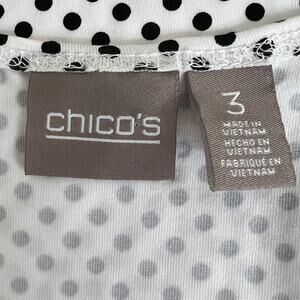 chico's
3
MADE IN
VIETNAM
HECHO EN
VIETNAM
FABRIQUÉ EN
VIETNAM